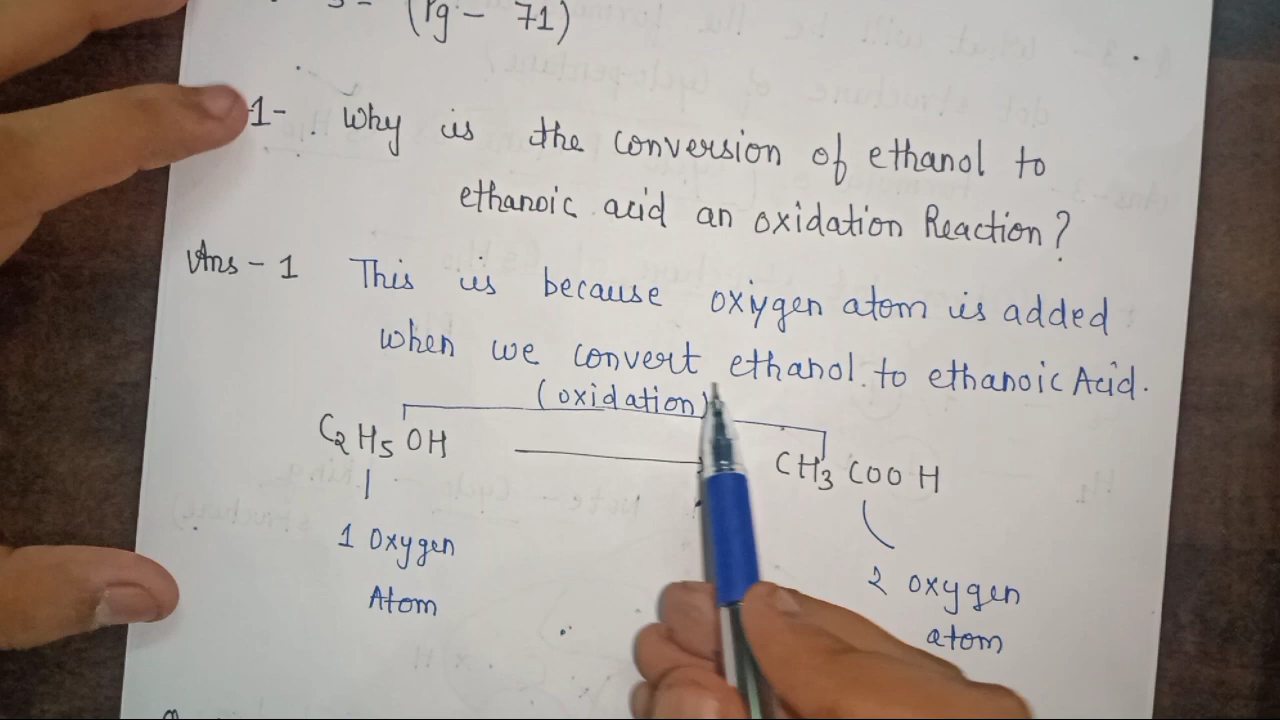 (Pg - 71)
1- . Why is the conversion of ethanol to
ethanoic acid an oxidation Reaction?
Ans - 1 This is because oxiygen atom is added
when we convert ethanol to ethanoic Acid.
(oxidation)
C2H5OH CH3COOH
1 Oxygen 2 oxygen
Atom atom